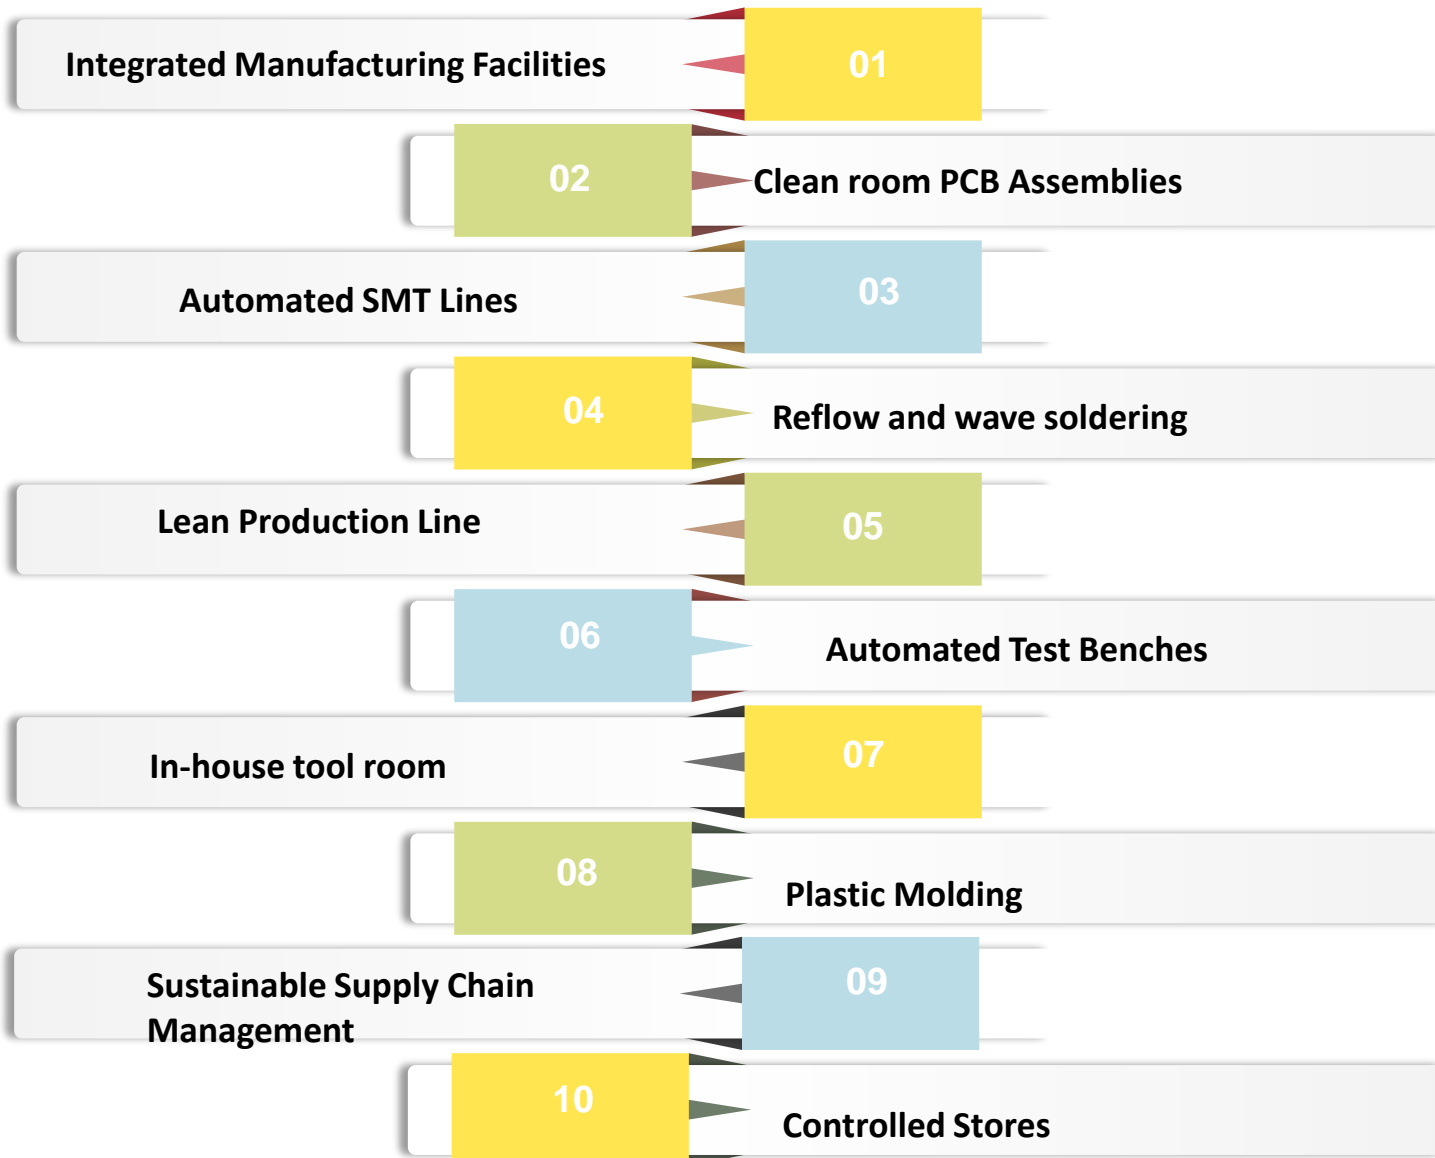 Integrated Manufacturing Facilities
01
02
Clean room PCB Assemblies
Automated SMT Lines
03
04
Reflow and wave soldering
Lean Production Line
05
06
Automated Test Benches
In-house tool room
07
08
Plastic Molding
Sustainable Supply Chain
Management
09
10
Controlled Stores